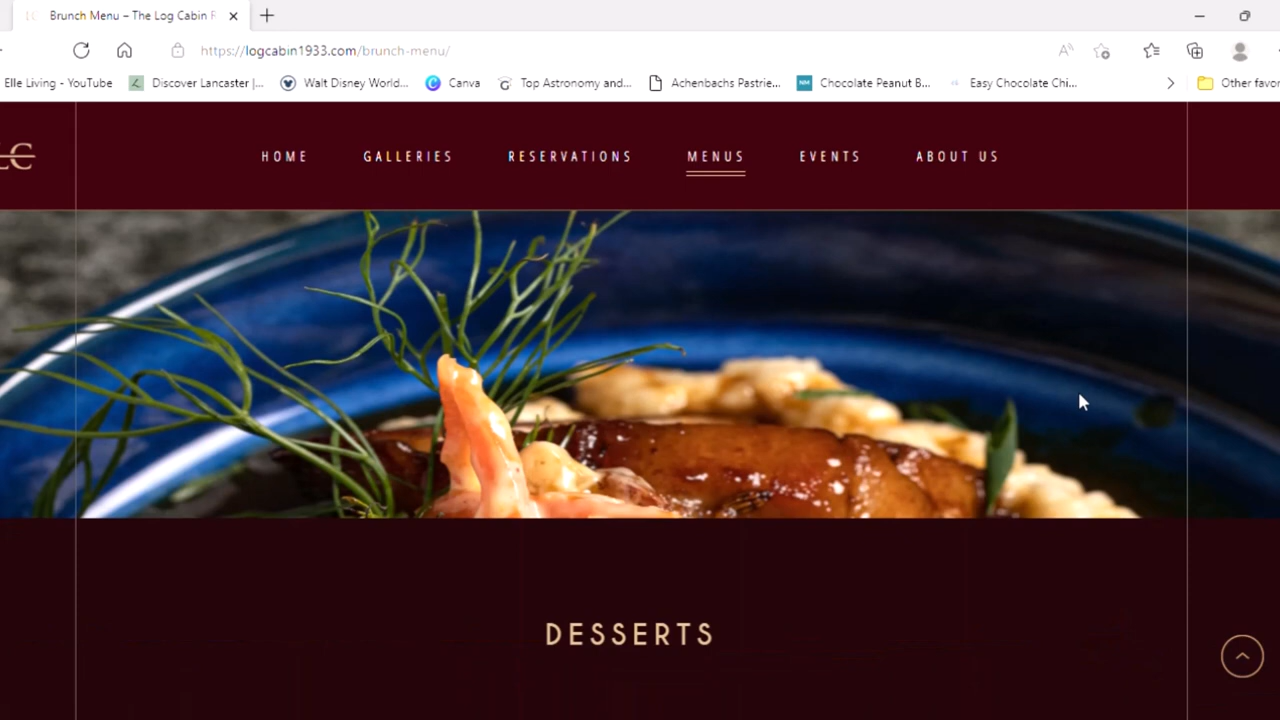 Brunch Menu – The Log Cabin
https://logcabin1933.com/brunch-menu/
Elle Living - YouTube Discover Lancaster |... Walt Disney World... Canva Top Astronomy and... Achenbachs Pastrie... NM Chocolate Peanut B... Easy Chocolate Chi... Other favor
LC HOME GALLERIES RESERVATIONS MENUS EVENTS ABOUT US
DESSERTS